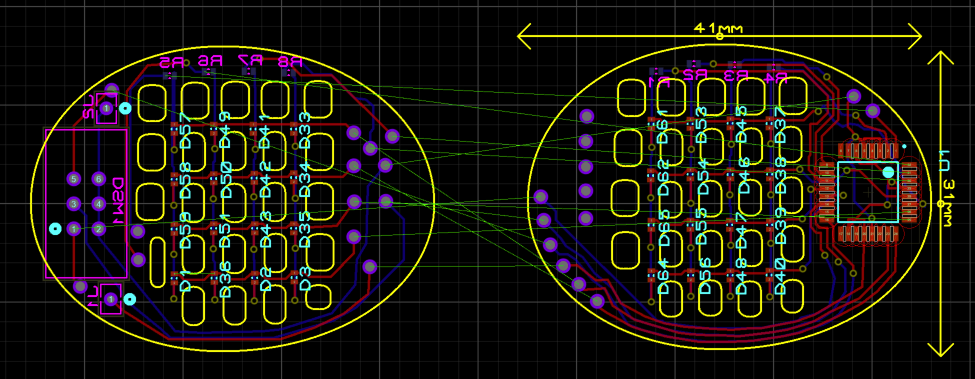 41mm
R5 R6 R7 R8
R1 R2 R3 R4
J2
1
D57 D49 D41 D33
D61 D53 D45 D37
D58 D50 D42 D34
D62 D54 D46 D38
U1
31mm
5 6
3 4
1 2
DSM1
D59 D51 D43 D35
D63 D55 D47 D39
D1 D36 D2 D3
D64 D56 D48 D40
J1
1